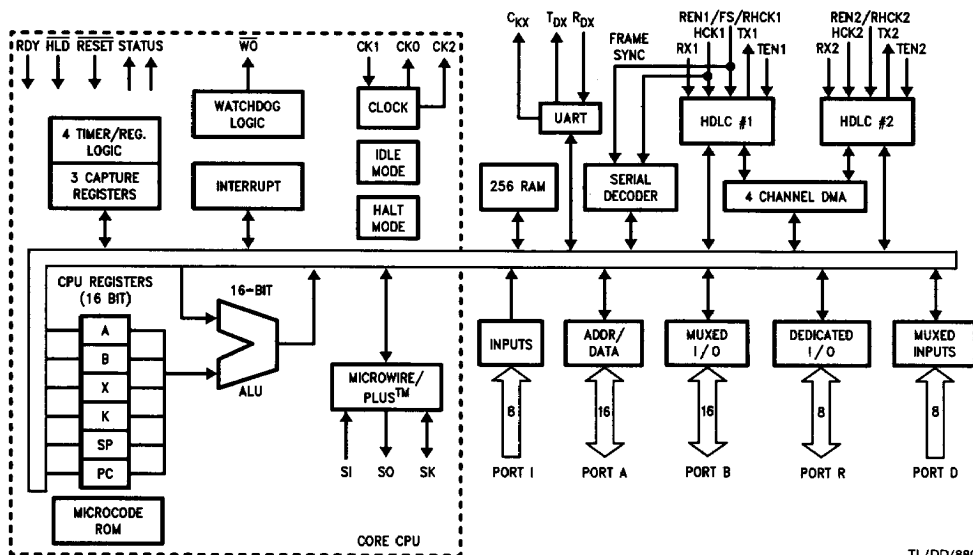 RDY HLD RESET STATUS
WO
CK1 CK0 CK2
CKX TDX RDX
FRAME
SYNC
REN1/FS/RHCK1
HCK1 TX1
RX1 TEN1
REN2/RHCK2
HCK2 TX2
RX2 TEN2
4 TIMER/REG.
LOGIC
3 CAPTURE
REGISTERS
WATCHDOG
LOGIC
INTERRUPT
CLOCK
IDLE
MODE
HALT
MODE
UART
256 RAM
SERIAL
DECODER
HDLC #1
HDLC #2
4 CHANNEL DMA
CPU REGISTERS
(16 BIT)
A
B
X
K
SP
PC
MICROCODE
ROM
16-BIT
ALU
MICROWIRE/
PLUS™
SI SO SK
CORE CPU
INPUTS
ADDR/
DATA
MUXED
I/O
DEDICATED
I/O
MUXED
INPUTS
8 16 16 8 8
PORT I PORT A PORT B PORT R PORT D